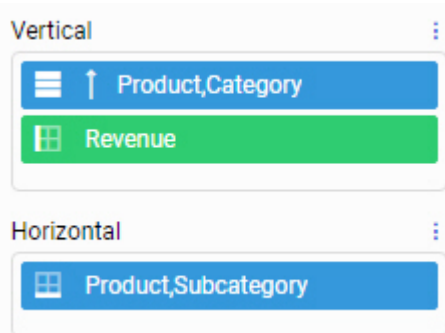 Vertical
Product,Category
Revenue
Horizontal
Product,Subcategory